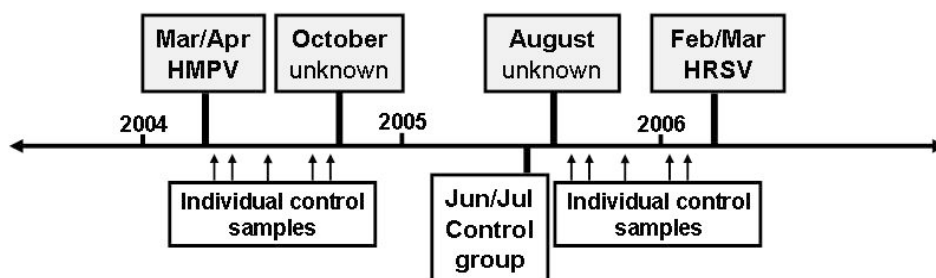 Mar/Apr
HMPV
October
unknown
August
unknown
Feb/Mar
HRSV
2004
2005
2006
Individual control
samples
Jun/Jul
Control
group
Individual control
samples